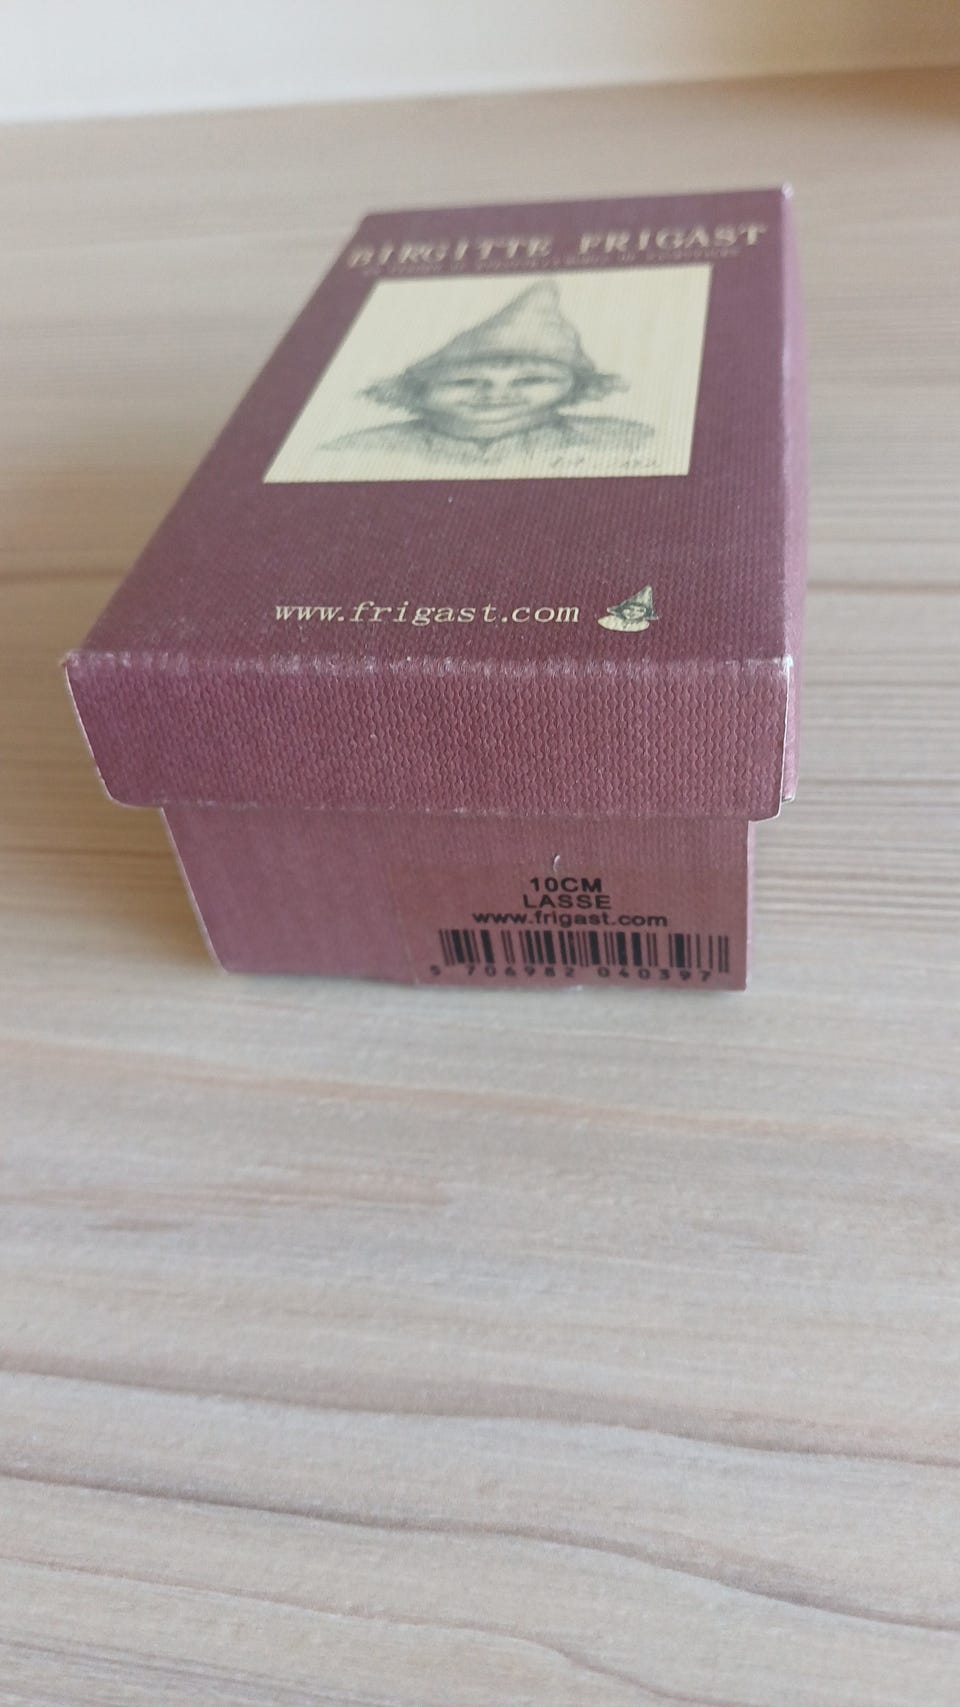 BIRGITTE FRIGAST
www.frigast.com
10CM
LASSE
www.frigast.com
5 706982 040397